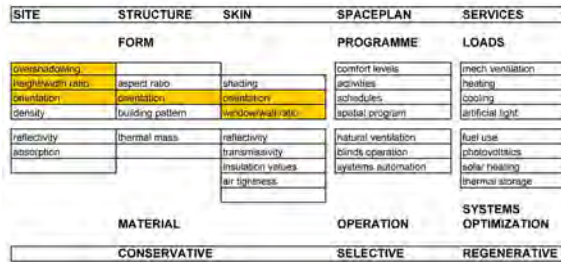 SITE STRUCTURE SKIN SPACEPLAN SERVICES
FORM PROGRAMME LOADS
overshadowing comfort levels mech ventilation
height/width ratio aspect ratio shading activities heating
orientation orientation orientation schedules cooling
density building pattern window/wall ratio spatial program artificial light
reflectivity thermal mass reflectivity natural ventilation fuel use
absorption transmissivity blinds operation photovoltaics
insulation values systems automation solar heating
air tightness thermal storage
SYSTEMS
MATERIAL OPERATION OPTIMIZATION
CONSERVATIVE SELECTIVE REGENERATIVE